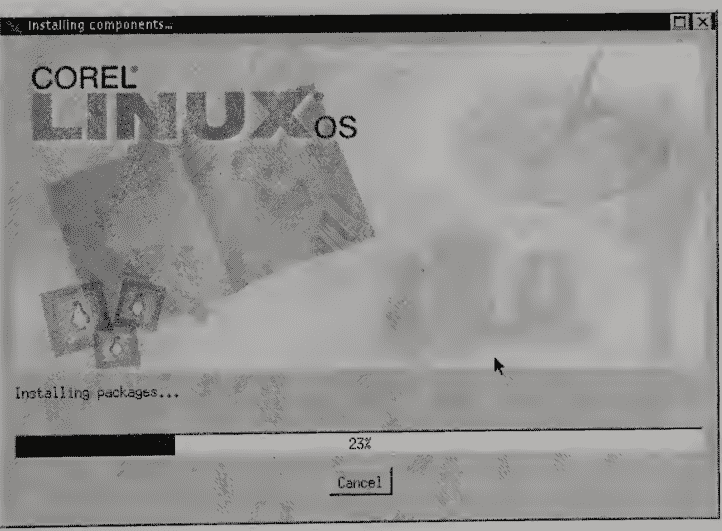 Installing components...
COREL®
LINUX® OS
Installing packages...
23%
Cancel